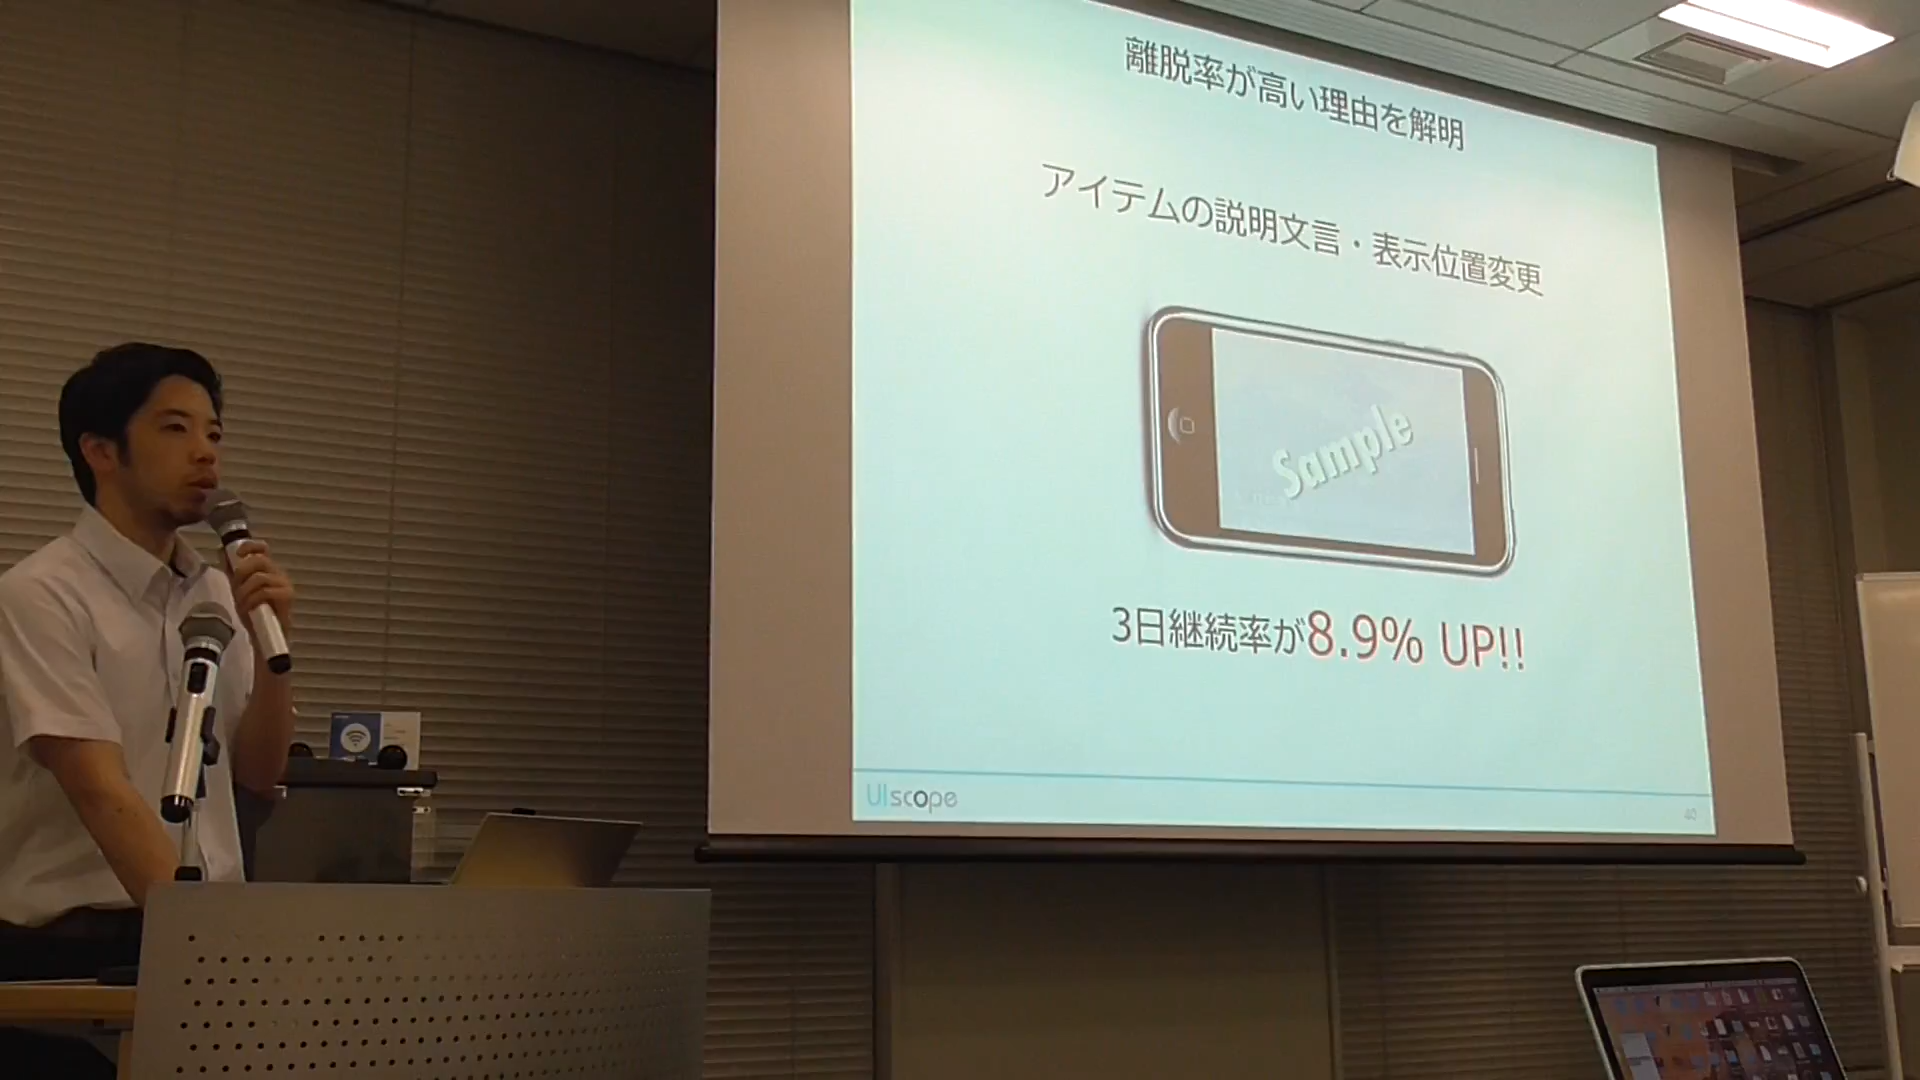 離脱率が高い理由を解明
アイテムの説明文言・表示位置変更
Sample
3日継続率が8.9% UP!!
UIscope
40